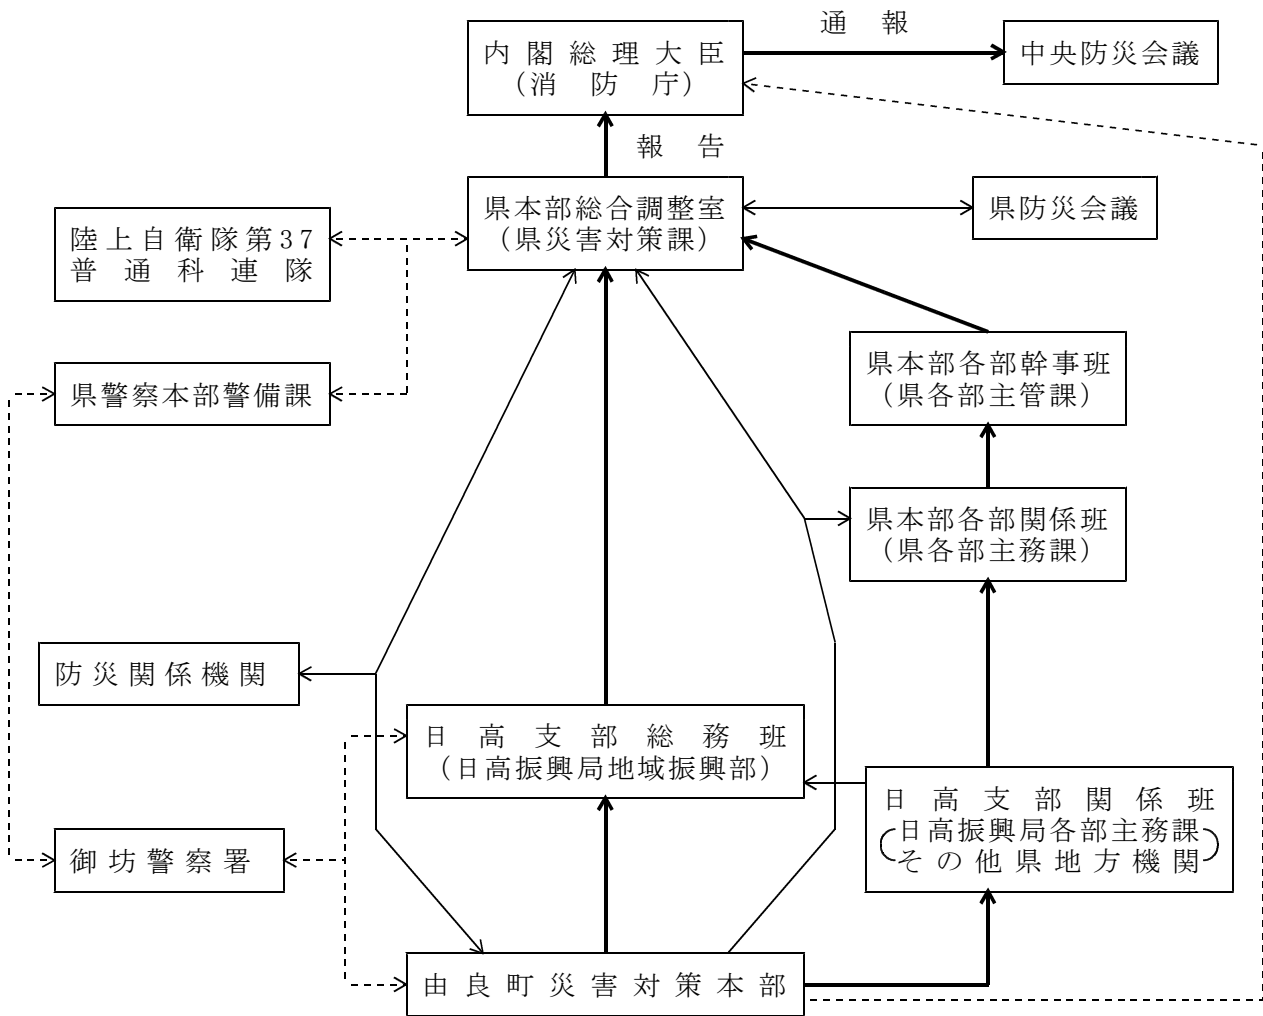 通報
内閣総理大臣
（消防庁）
中央防災会議
報告
県本部総合調整室
（県災害対策課）
県防災会議
陸上自衛隊第37
普通科連隊
県本部各部幹事班
（県各部主管課）
県警察本部警備課
県本部各部関係班
（県各部主務課）
防災関係機関
日高支部総務班
（日高振興局地域振興部）
日高支部関係班
日高振興局各部主務課
その他県地方機関
御坊警察署
由良町災害対策本部